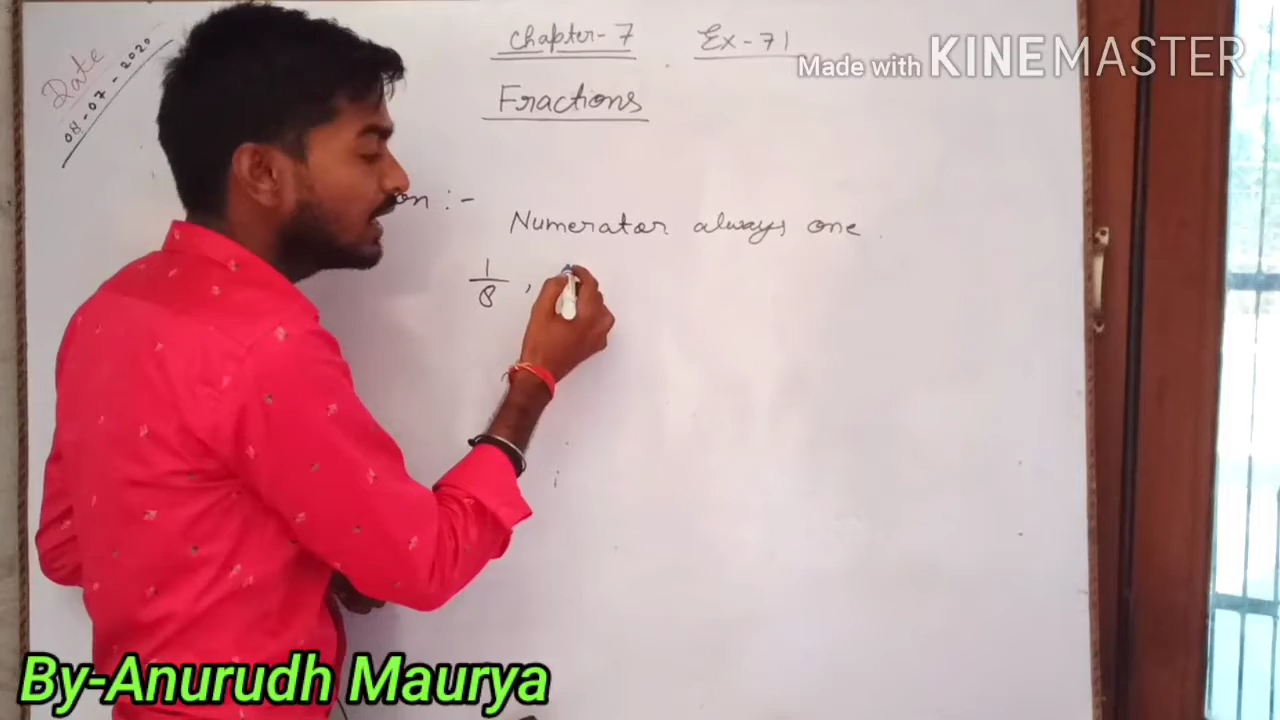 Date
08-07-2020
Chapter-7 Ex-71
Made with KINEMASTER
Fractions
on :-
Numerator always one
1/8 ,
By-Anurudh Maurya